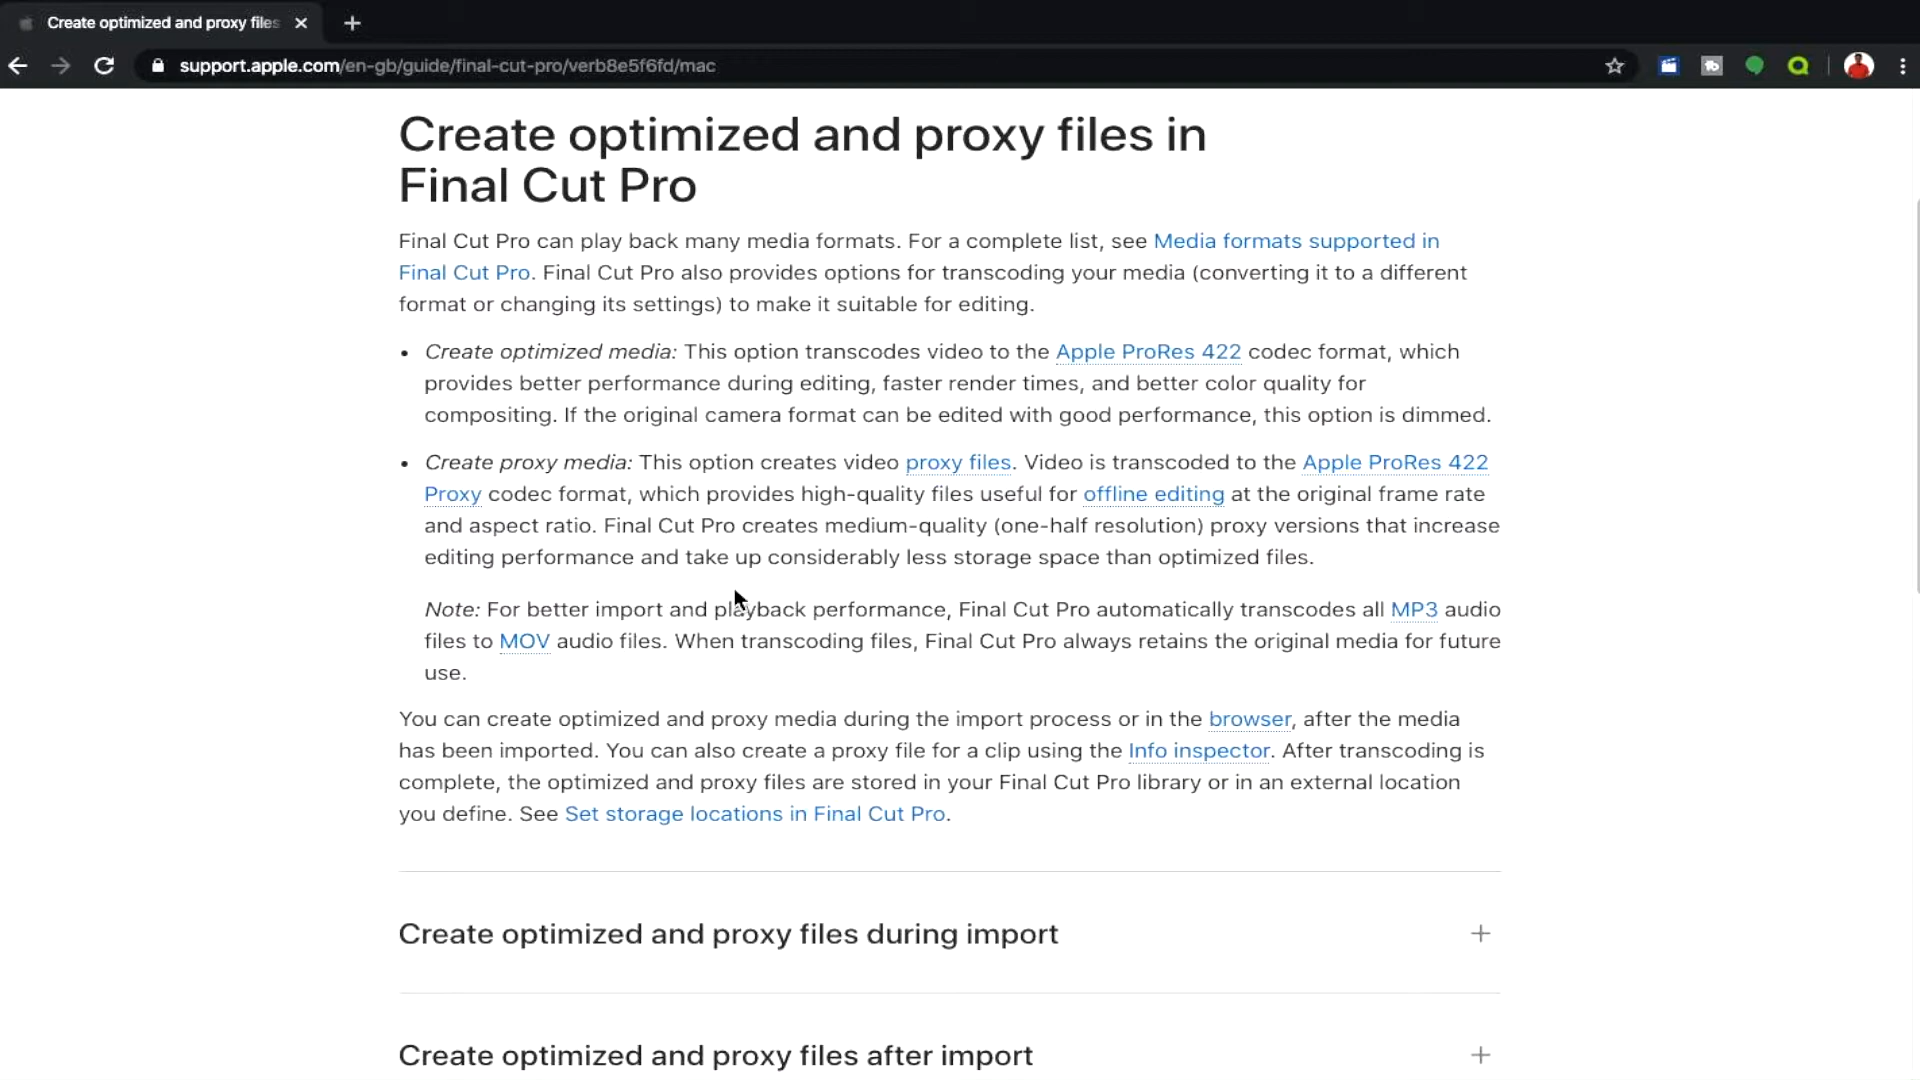 Create optimized and proxy files
support.apple.com/en-gb/guide/final-cut-pro/verb8e5f6fd/mac
Create optimized and proxy files in
Final Cut Pro
Final Cut Pro can play back many media formats. For a complete list, see Media formats supported in
Final Cut Pro. Final Cut Pro also provides options for transcoding your media (converting it to a different
format or changing its settings) to make it suitable for editing.
• Create optimized media: This option transcodes video to the Apple ProRes 422 codec format, which
provides better performance during editing, faster render times, and better color quality for
compositing. If the original camera format can be edited with good performance, this option is dimmed.
• Create proxy media: This option creates video proxy files. Video is transcoded to the Apple ProRes 422
Proxy codec format, which provides high-quality files useful for offline editing at the original frame rate
and aspect ratio. Final Cut Pro creates medium-quality (one-half resolution) proxy versions that increase
editing performance and take up considerably less storage space than optimized files.
Note: For better import and playback performance, Final Cut Pro automatically transcodes all MP3 audio
files to MOV audio files. When transcoding files, Final Cut Pro always retains the original media for future
use.
You can create optimized and proxy media during the import process or in the browser, after the media
has been imported. You can also create a proxy file for a clip using the Info inspector. After transcoding is
complete, the optimized and proxy files are stored in your Final Cut Pro library or in an external location
you define. See Set storage locations in Final Cut Pro.
Create optimized and proxy files during import
Create optimized and proxy files after import